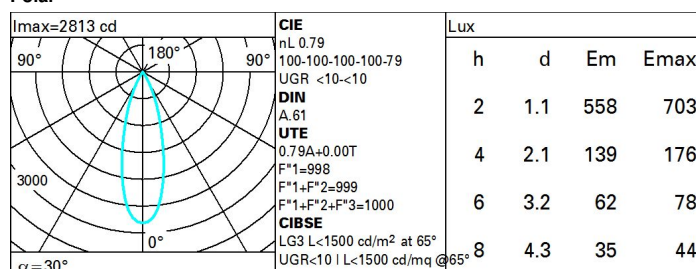 Imax=2813 cd
90° 180° 90°
3000
0°
α=30°
CIE
nL 0.79
100-100-100-100-79
UGR <10-<10
DIN
A.61
UTE
0.79A+0.00T
F"1=998
F"1+F"2=999
F"1+F"2+F"3=1000
CIBSE
LG3 L<1500 cd/m² at 65°
UGR<10 | L<1500 cd/mq @65°
Lux
h d Em Emax
2 1.1 558 703
4 2.1 139 176
6 3.2 62 78
8 4.3 35 44